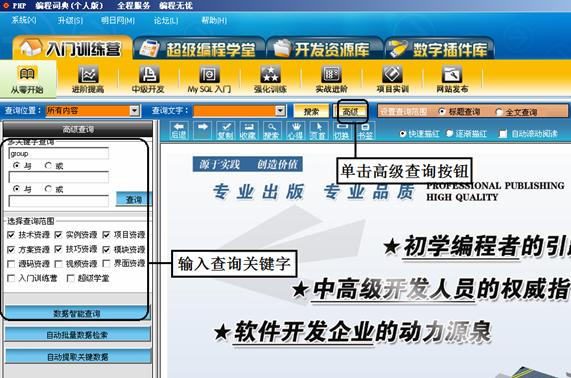 PHP 编程词典(个人版) 全程服务 编程无忧
系统(X) 升级(S) 明日网(M) 论坛(L) 帮助(H)
入门训练营 超级编程学堂 开发资源库 数字插件库
从零开始 进阶提高 中级开发 My SQL 入门 强化训练 实战进阶 项目实训 网站发布
查询位置： 所有内容 查询文字： 搜索 高级 设置查询范围 标题查询 全文查询
高级查询 后退 复制 收藏 搜索 心得 页首 切换 书签 快速描红 逐渐描红 自动滚动阅读
多关键字查询
group
与 或
与 或
查询
选择查询范围
技术资源 实例资源 项目资源
方案资源 技巧资源 模块资源
源码资源 视频资源 界面资源
入门训练营 超级学堂
数据智能查询
自动批量数据检索
自动提取关键数据
单击高级查询按钮
输入查询关键字
源于实践 创造价值
专业出版 专业品质 PROFESSIONAL PUBLISHING
HIGH QUALITY
★初学编程者的引
★中高级开发人员的权威指
★软件开发企业的动力源泉